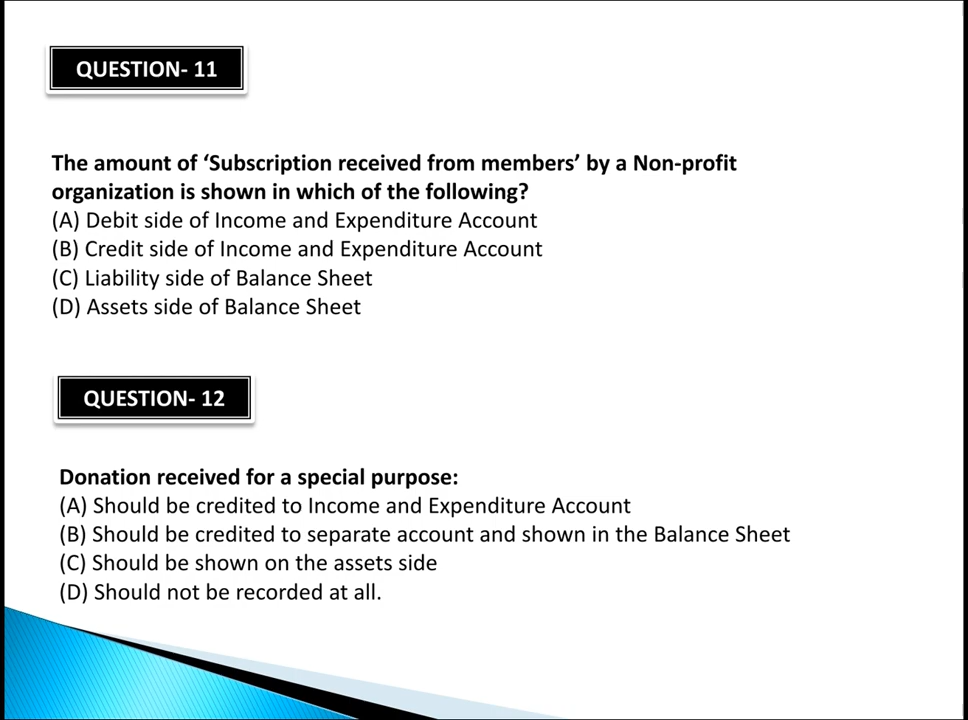 QUESTION- 11
The amount of ‘Subscription received from members’ by a Non-profit
organization is shown in which of the following?
(A) Debit side of Income and Expenditure Account
(B) Credit side of Income and Expenditure Account
(C) Liability side of Balance Sheet
(D) Assets side of Balance Sheet
QUESTION- 12
Donation received for a special purpose:
(A) Should be credited to Income and Expenditure Account
(B) Should be credited to separate account and shown in the Balance Sheet
(C) Should be shown on the assets side
(D) Should not be recorded at all.